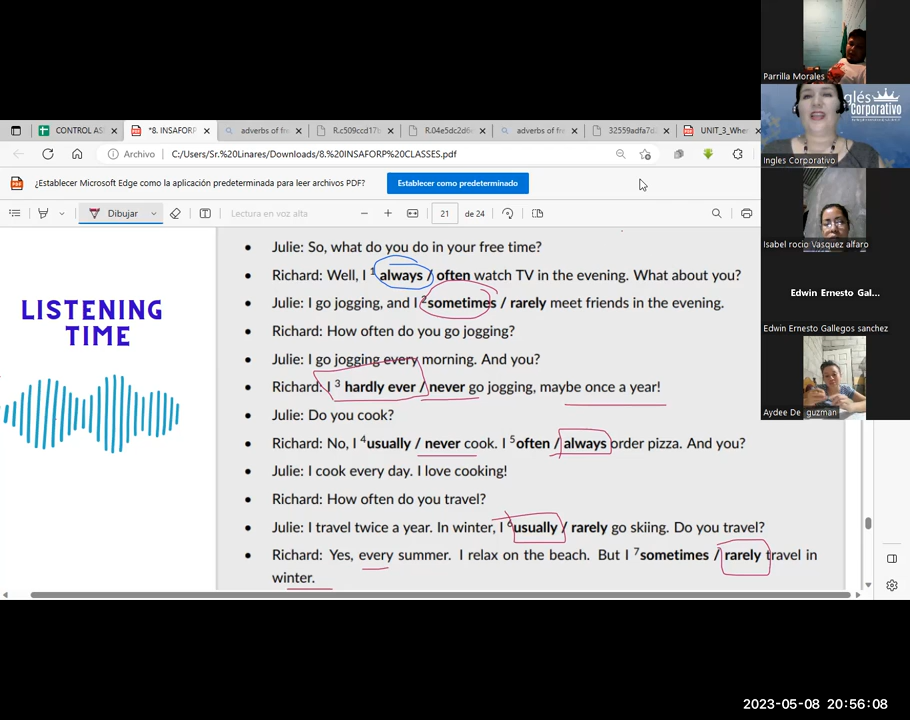 CONTROL AS
*8. INSAFORP
adverbs of fre
R.c509ccd17b
R.04e5dc2d6
adverbs of fre
32559adfa7d
UNIT_3_Wher
Archivo
C:/Users/Sr.%20Linares/Downloads/8.%20INSAFORP%20CLASSES.pdf
¿Establecer Microsoft Edge como la aplicación predeterminada para leer archivos PDF?
Establecer como predeterminado
Dibujar
Lectura en voz alta
21
de 24
LISTENING
TIME
• Julie: So, what do you do in your free time?
• Richard: Well, I 1 always / often watch TV in the evening. What about you?
• Julie: I go jogging, and I 2 sometimes / rarely meet friends in the evening.
• Richard: How often do you go jogging?
• Julie: I go jogging every morning. And you?
• Richard: I 3 hardly ever / never go jogging, maybe once a year!
• Julie: Do you cook?
• Richard: No, I 4 usually / never cook. I 5 often / always order pizza. And you?
• Julie: I cook every day. I love cooking!
• Richard: How often do you travel?
• Julie: I travel twice a year. In winter, I 6 usually / rarely go skiing. Do you travel?
• Richard: Yes, every summer. I relax on the beach. But I 7 sometimes / rarely travel in
winter.
Parrilla Morales
glés
Corporativo
Ingles Corporativo
Isabel rocio Vasquez alfaro
Edwin Ernesto Gal...
Edwin Ernesto Gallegos sanchez
Aydee De guzman
2023-05-08 20:56:08